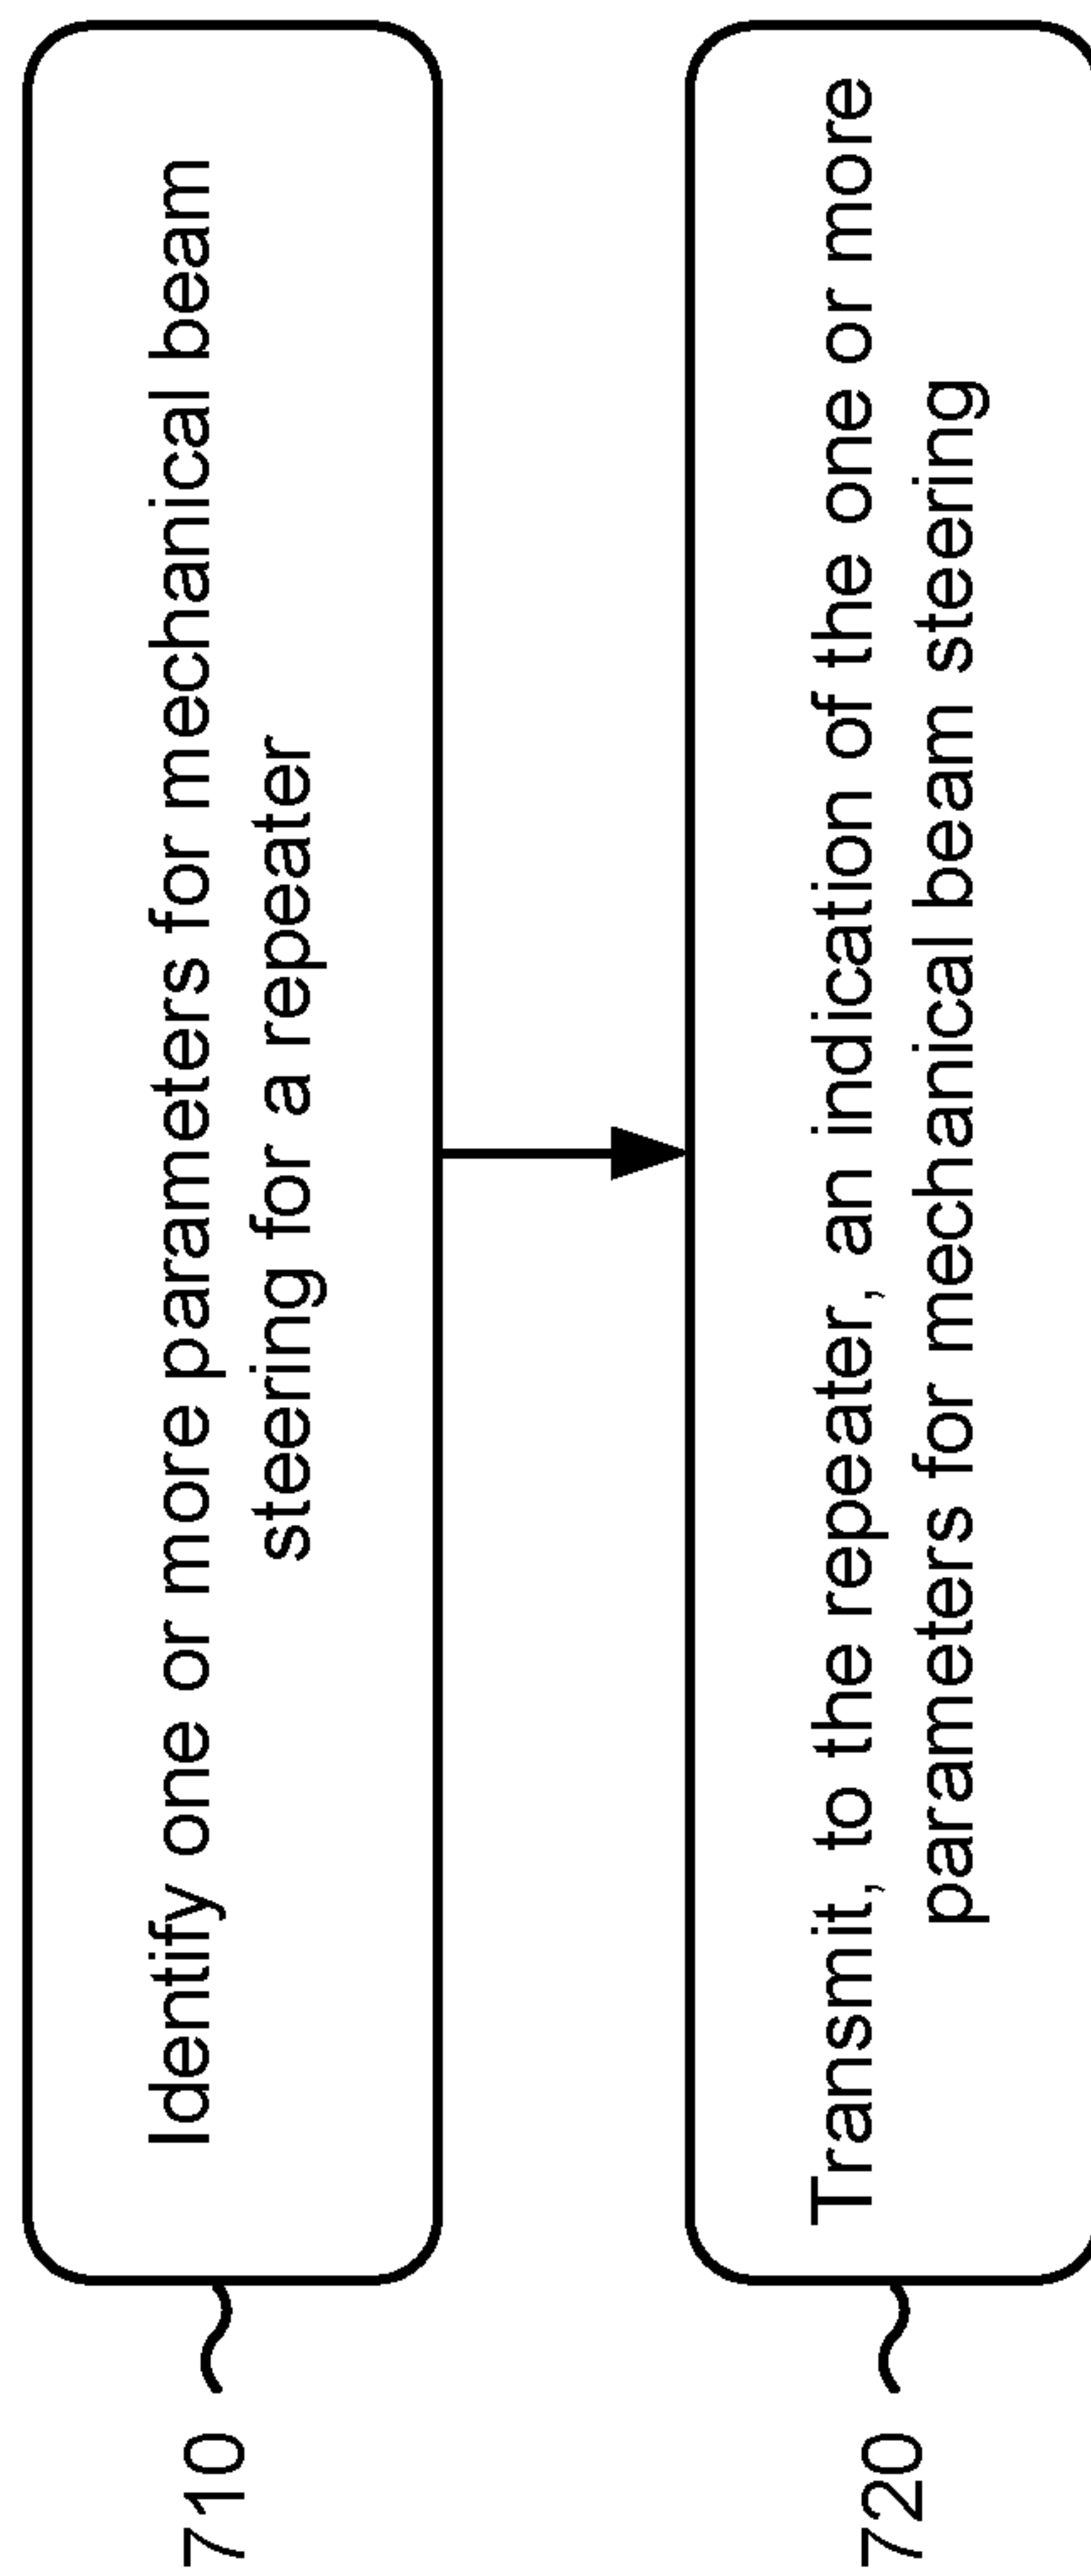 710
Identify one or more parameters for mechanical beam
steering for a repeater
720
Transmit, to the repeater, an indication of the one or more
parameters for mechanical beam steering